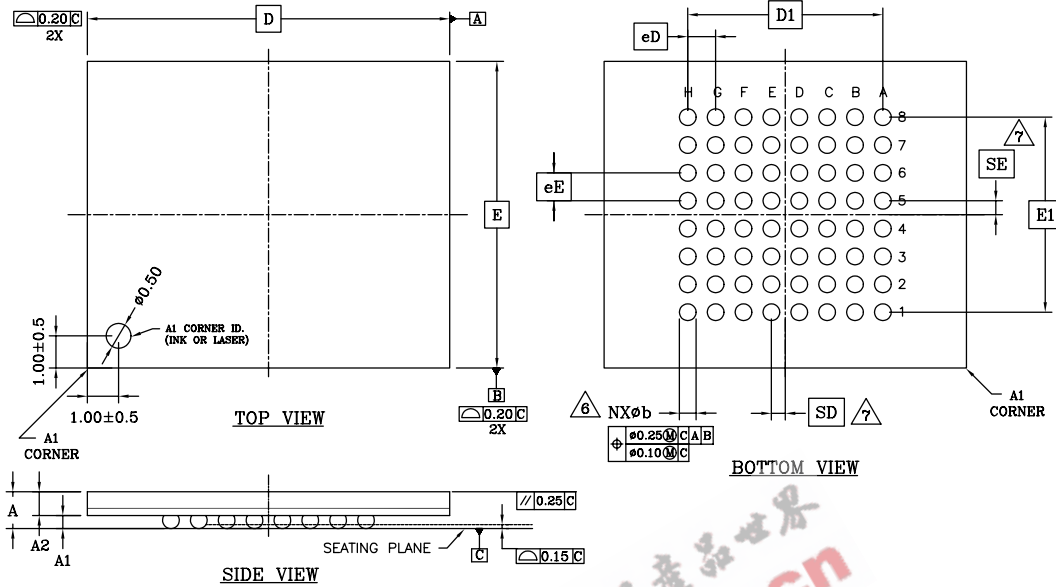 ⌓ 0.20 C
2X
D
A
E
ø0.50
A1 CORNER ID.
(INK OR LASER)
1.00±0.5
1.00±0.5
A1
CORNER
TOP VIEW
B
⌓ 0.20 C
2X
D1
eD
H G F E D C B A
8
7
6
5
4
3
2
1
eE
SE
7
E1
6
NXøb
⌖ ø0.25Ⓜ C A B
ø0.10Ⓜ C
SD
7
A1
CORNER
BOTTOM VIEW
A
A2
A1
// 0.25 C
SEATING PLANE
C
⌓ 0.15 C
SIDE VIEW